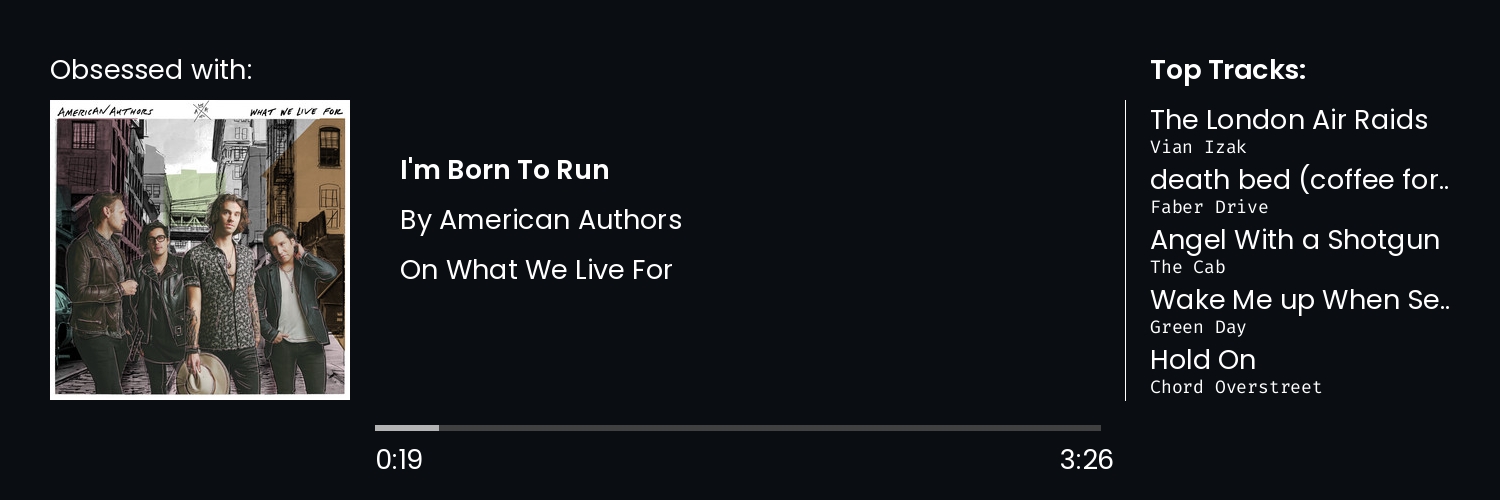 Obsessed with:
AMERICAN AUTHORS
WHAT WE LIVE FOR
I'm Born To Run
By American Authors
On What We Live For
0:19
3:26
Top Tracks:
The London Air Raids
Vian Izak
death bed (coffee for..
Faber Drive
Angel With a Shotgun
The Cab
Wake Me up When Se..
Green Day
Hold On
Chord Overstreet